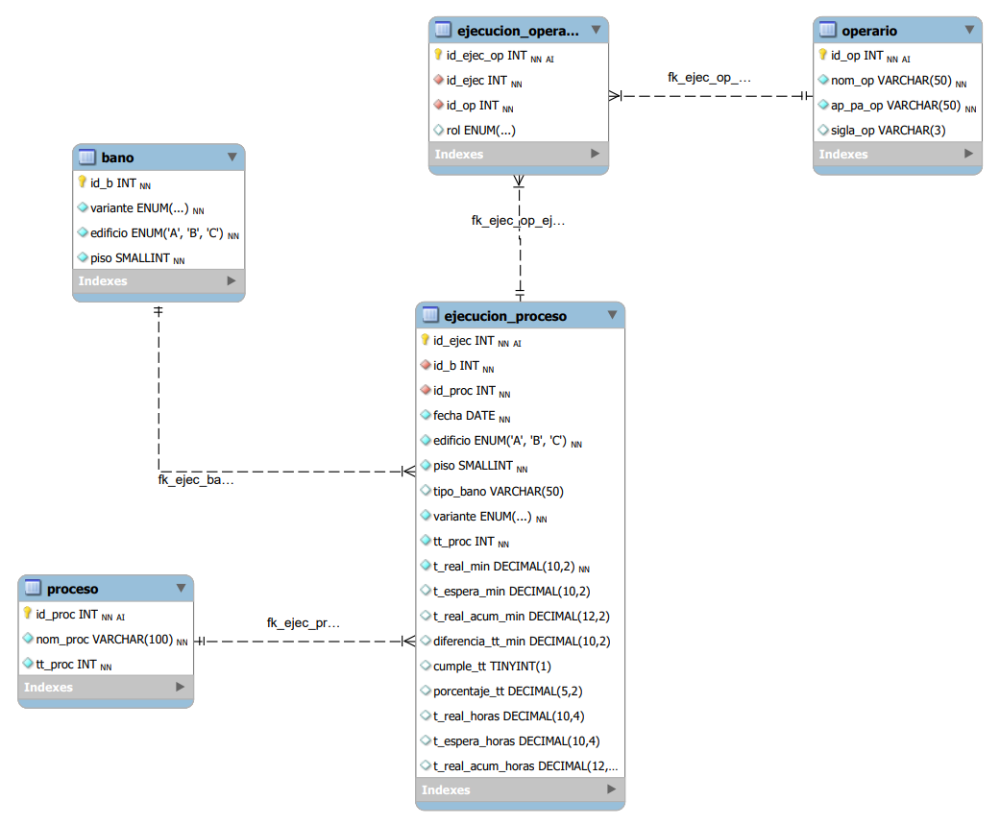 ejecucion_opera...
id_ejec_op INT NN AI
id_ejec INT NN
id_op INT NN
rol ENUM(...)
Indexes
fk_ejec_op_...
operario
id_op INT NN AI
nom_op VARCHAR(50) NN
ap_pa_op VARCHAR(50) NN
sigla_op VARCHAR(3)
Indexes
bano
id_b INT NN
variante ENUM(...) NN
edificio ENUM('A', 'B', 'C') NN
piso SMALLINT NN
Indexes
fk_ejec_op_ej...
ejecucion_proceso
id_ejec INT NN AI
id_b INT NN
id_proc INT NN
fecha DATE NN
edificio ENUM('A', 'B', 'C') NN
piso SMALLINT NN
tipo_bano VARCHAR(50)
variante ENUM(...) NN
tt_proc INT NN
t_real_min DECIMAL(10,2) NN
t_espera_min DECIMAL(10,2)
t_real_acum_min DECIMAL(12,2)
diferencia_tt_min DECIMAL(10,2)
cumple_tt TINYINT(1)
porcentaje_tt DECIMAL(5,2)
t_real_horas DECIMAL(10,4)
t_espera_horas DECIMAL(10,4)
t_real_acum_horas DECIMAL(12,...
Indexes
fk_ejec_ba...
proceso
id_proc INT NN AI
nom_proc VARCHAR(100) NN
tt_proc INT NN
Indexes
fk_ejec_pr...